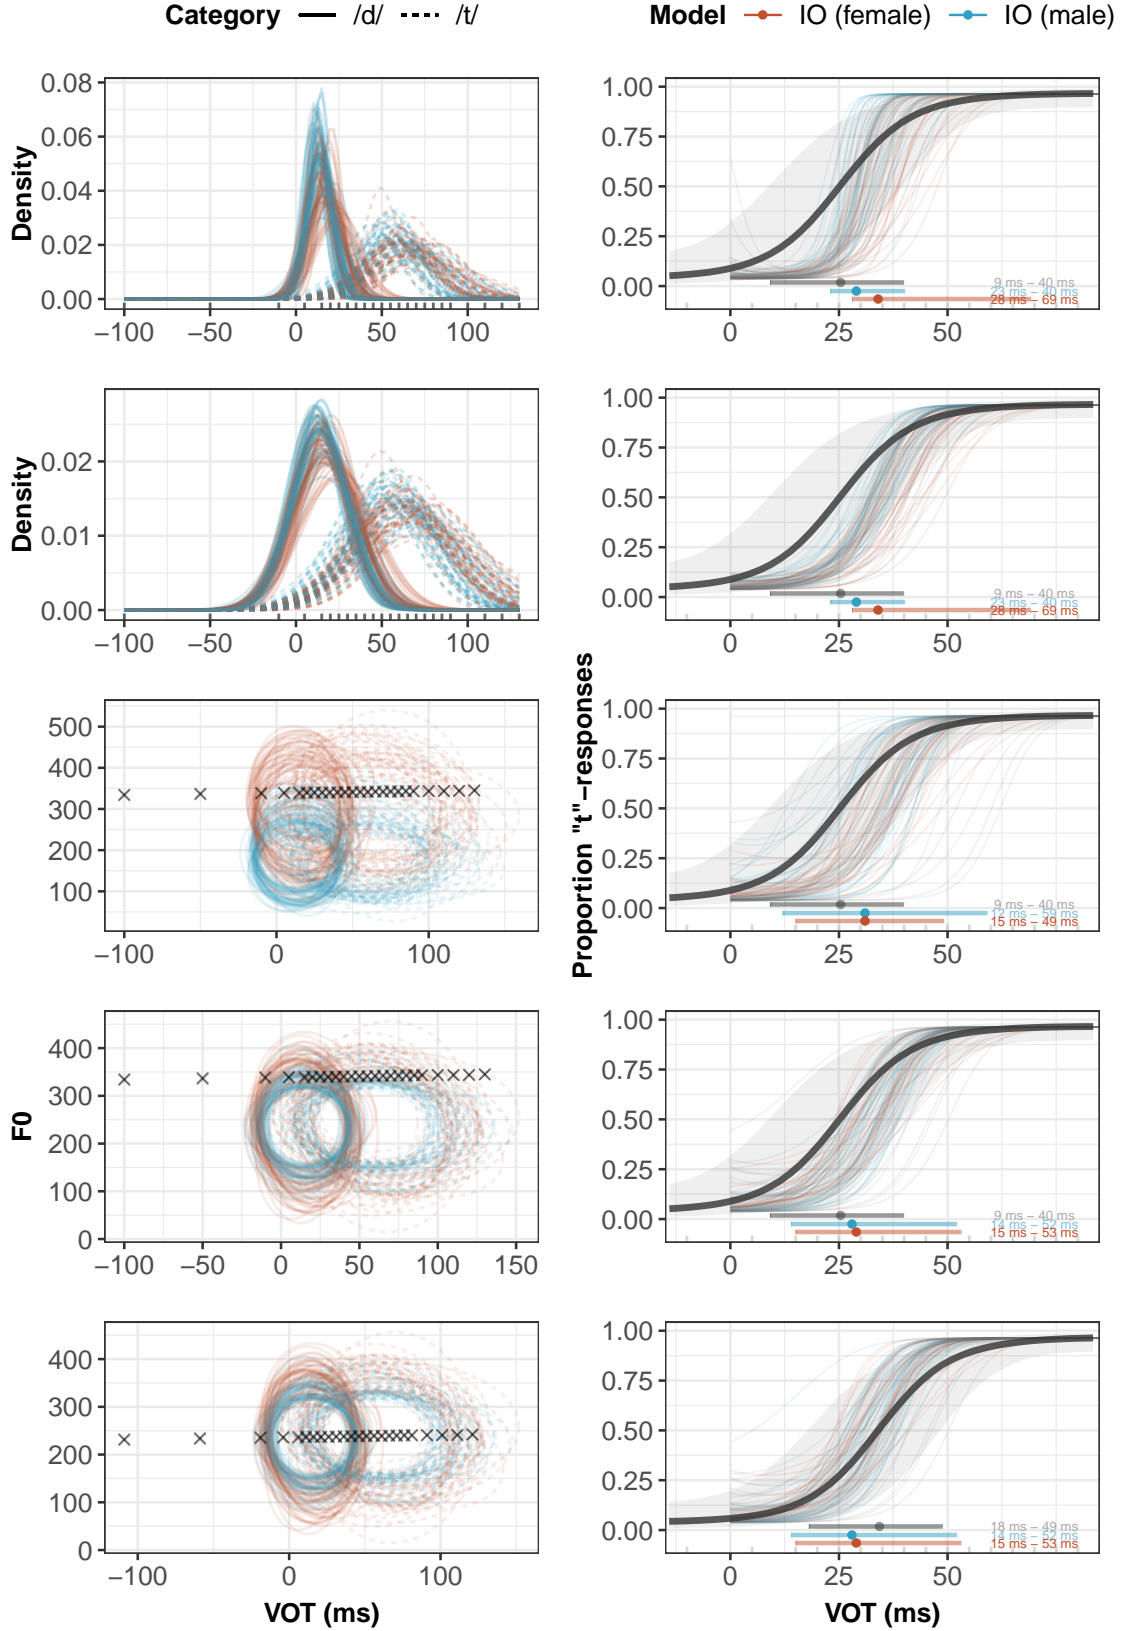 Category /d/ /t/ Model IO (female) IO (male)
Density
0.08
0.06
0.04
0.02
0.00
−100 −50 0 50 100
1.00
0.75
0.50
0.25
0.00
9 ms − 40 ms
23 ms − 40 ms
28 ms − 69 ms
0 25 50
Density
0.02
0.01
0.00
−100 −50 0 50 100
1.00
0.75
0.50
0.25
0.00
9 ms − 40 ms
23 ms − 40 ms
28 ms − 69 ms
0 25 50
500
400
300
200
100
−100 0 100
Proportion "t"−responses
1.00
0.75
0.50
0.25
0.00
9 ms − 40 ms
12 ms − 59 ms
15 ms − 49 ms
0 25 50
F0
400
300
200
100
0
−100 −50 0 50 100 150
1.00
0.75
0.50
0.25
0.00
9 ms − 40 ms
14 ms − 52 ms
15 ms − 53 ms
0 25 50
400
300
200
100
0
−100 0 100
VOT (ms)
1.00
0.75
0.50
0.25
0.00
18 ms − 49 ms
14 ms − 52 ms
15 ms − 53 ms
0 25 50
VOT (ms)